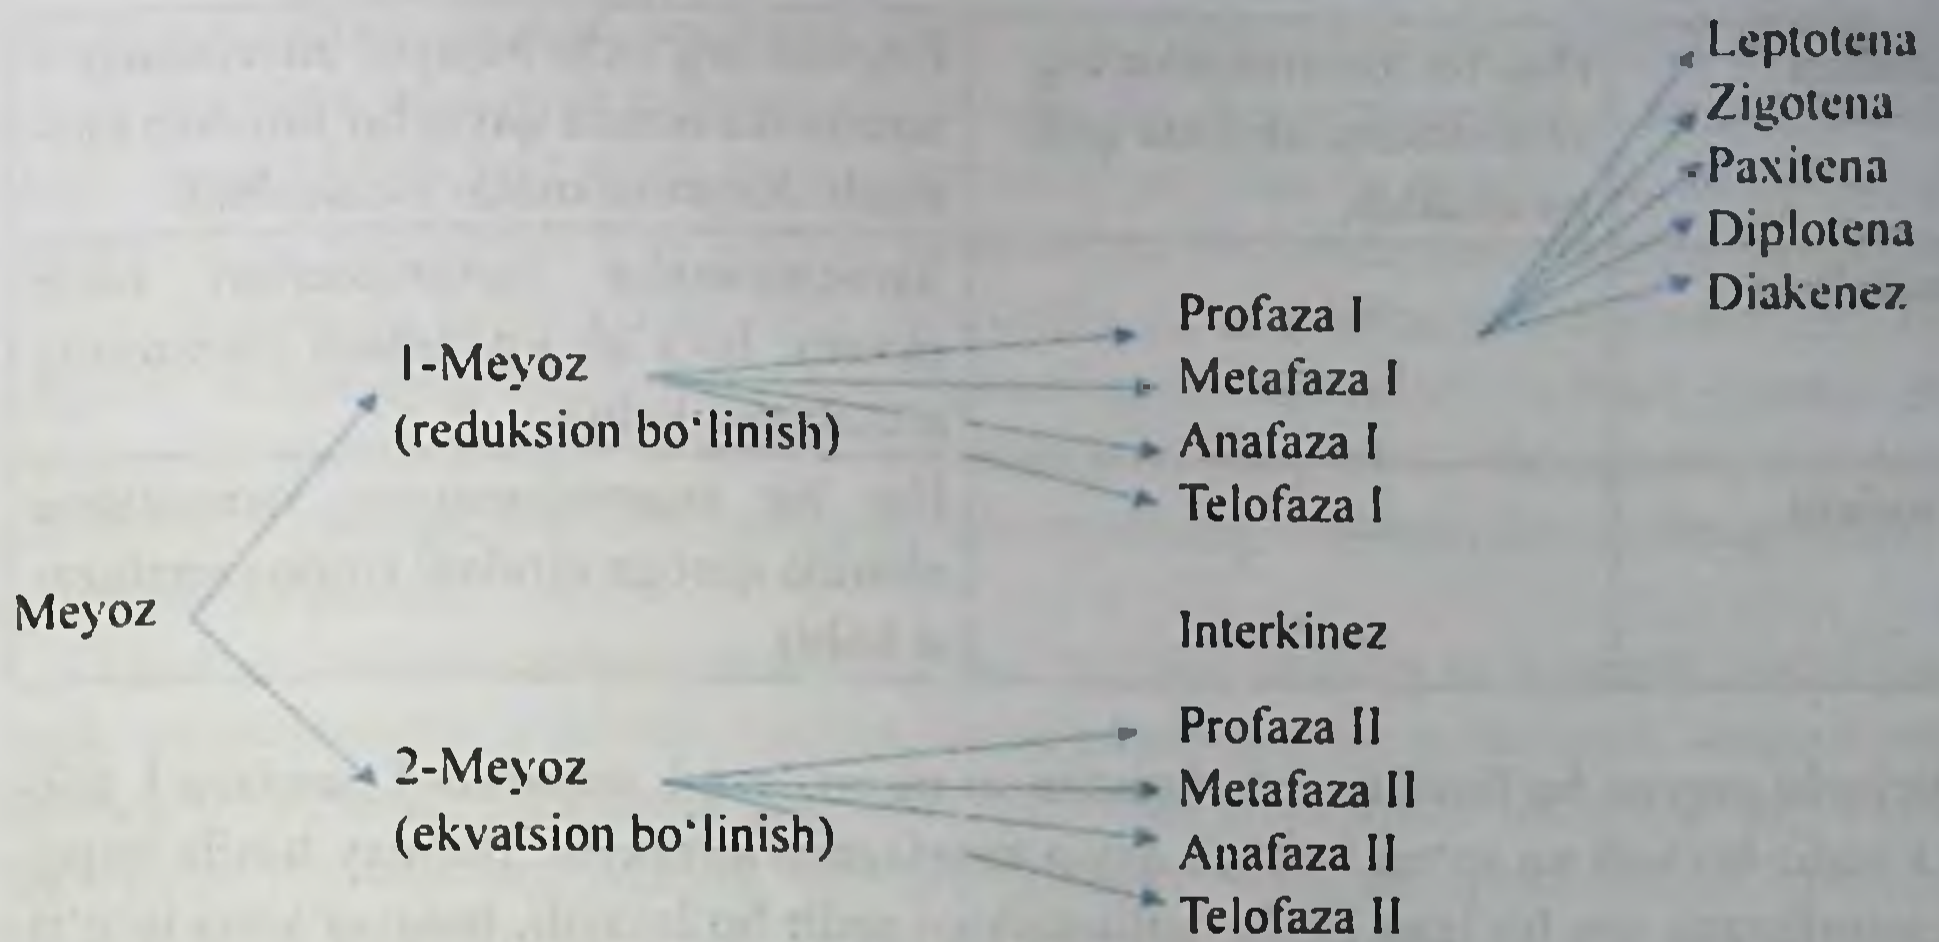 Meyoz
1-Meyoz
(reduksion bo‘linish)
Profaza I
Metafaza I
Anafaza I
Telofaza I
Leptotena
Zigotena
Paxitena
Diplotena
Diakenez
Interkinez
2-Meyoz
(ekvatsion bo‘linish)
Profaza II
Metafaza II
Anafaza II
Telofaza II